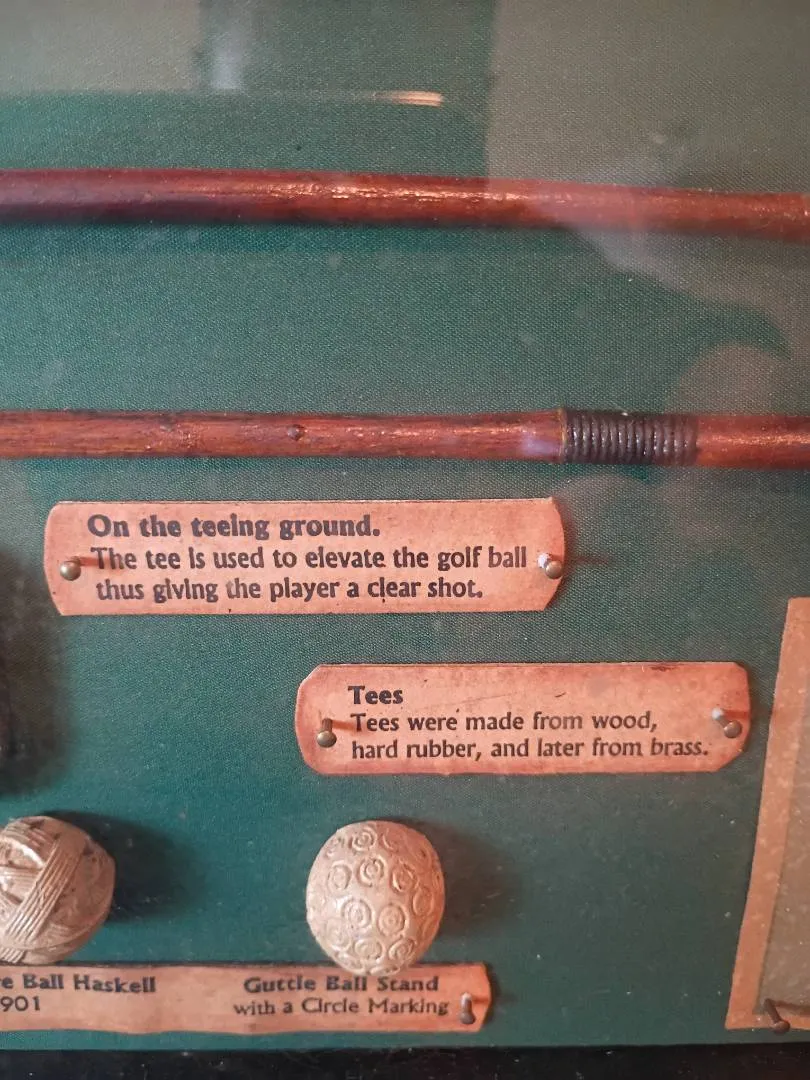 On the teeing ground.
The tee is used to elevate the golf ball
thus giving the player a clear shot.
Tees
Tees were made from wood,
hard rubber, and later from brass.
Ball Haskell
901
Guttle Ball Stand
with a Circle Marking